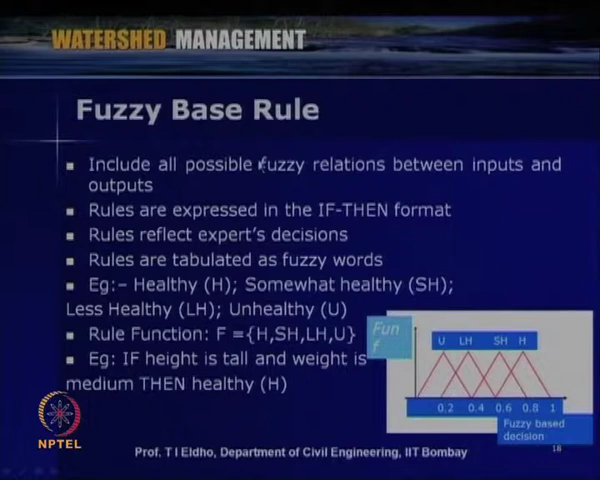 WATERSHED MANAGEMENT
Fuzzy Base Rule
Include all possible fuzzy relations between inputs and
outputs
Rules are expressed in the IF-THEN format
Rules reflect expert's decisions
Rules are tabulated as fuzzy words
Eg:– Healthy (H); Somewhat healthy (SH);
Less Healthy (LH); Unhealthy (U)
Rule Function: F ={H,SH,LH,U}
Eg: IF height is tall and weight is
medium THEN healthy (H)
Fun
f
U LH SH H
0.2 0.4 0.6 0.8 1
Fuzzy based
decision
NPTEL
Prof. T I Eldho, Department of Civil Engineering, IIT Bombay
18